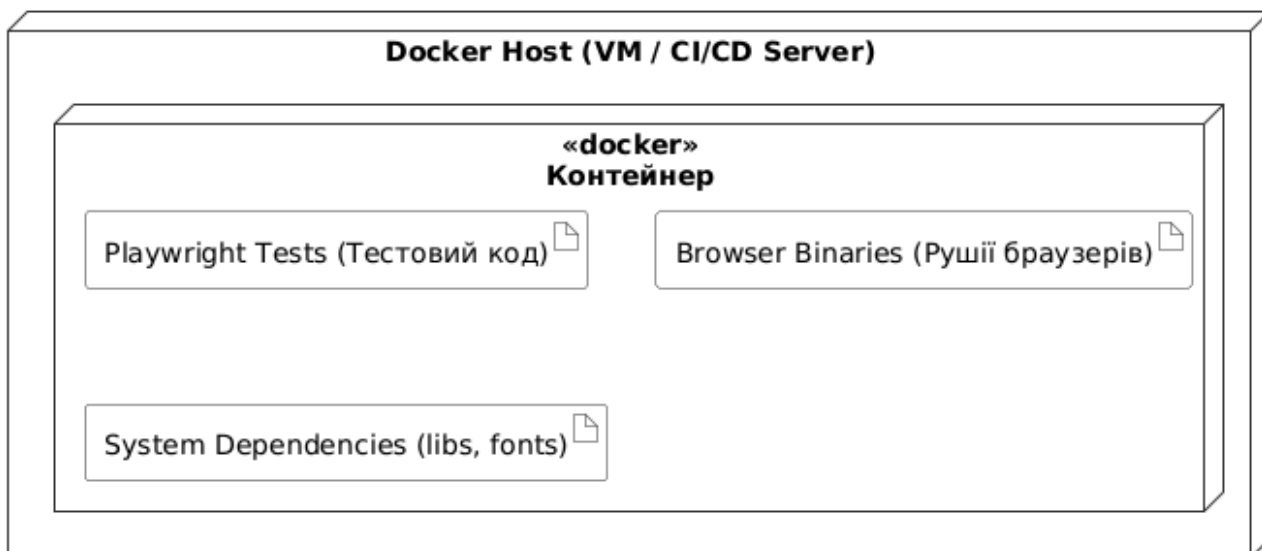 Docker Host (VM / CI/CD Server)
«docker»
Контейнер
Playwright Tests (Тестовий код)
Browser Binaries (Рушії браузерів)
System Dependencies (libs, fonts)